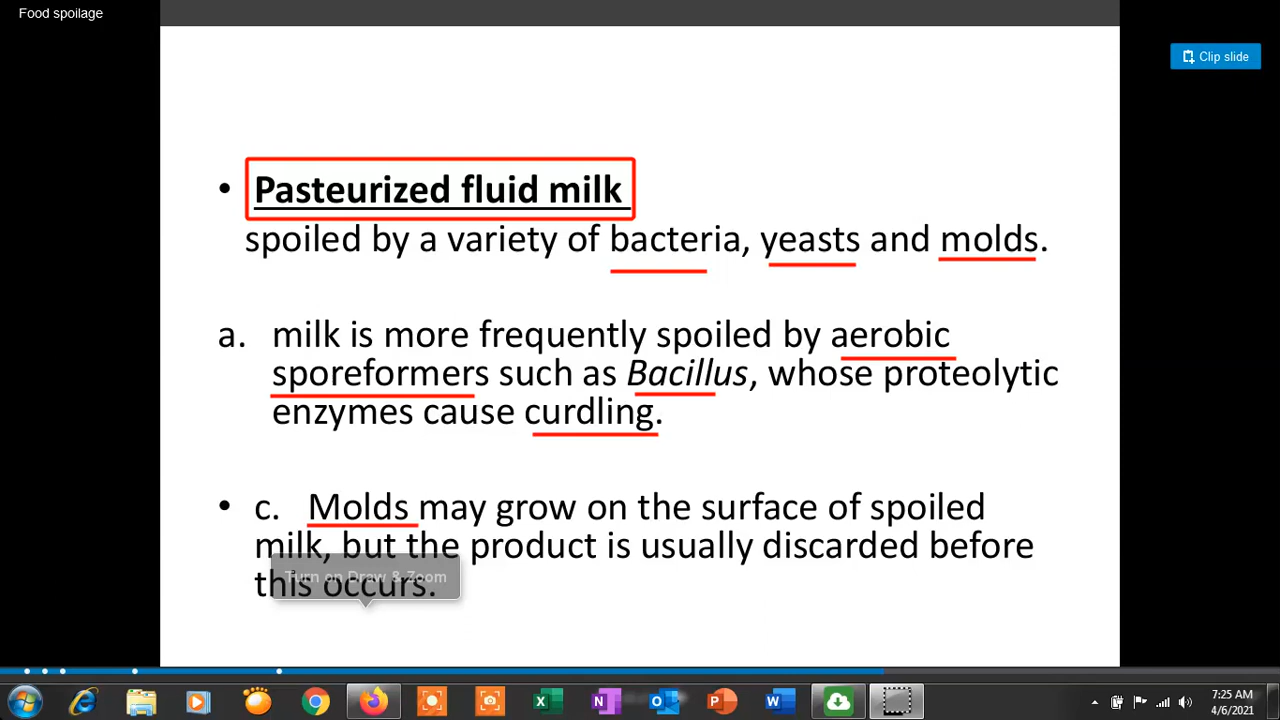 Food spoilage
Clip slide
• Pasteurized fluid milk
spoiled by a variety of bacteria, yeasts and molds.
a. milk is more frequently spoiled by aerobic
sporeformers such as Bacillus, whose proteolytic
enzymes cause curdling.
• c. Molds may grow on the surface of spoiled
milk, but the product is usually discarded before
this occurs.
Turn on Draw & Zoom
7:25 AM
4/6/2021